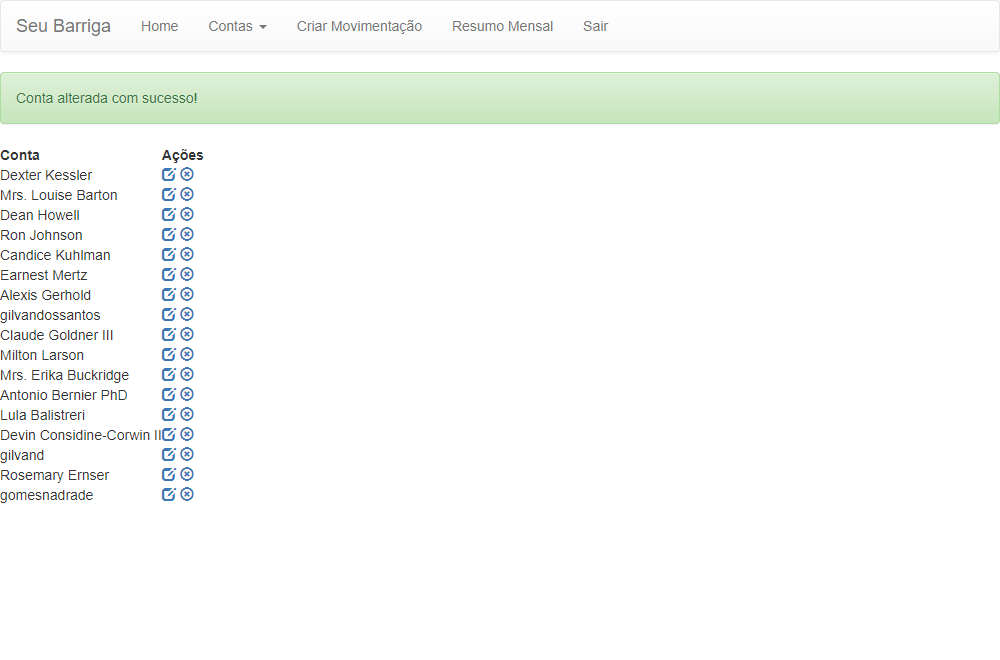 Seu Barriga Home Contas Criar Movimentação Resumo Mensal Sair
Conta alterada com sucesso!
Conta Ações
Dexter Kessler
Mrs. Louise Barton
Dean Howell
Ron Johnson
Candice Kuhlman
Earnest Mertz
Alexis Gerhold
gilvandossantos
Claude Goldner III
Milton Larson
Mrs. Erika Buckridge
Antonio Bernier PhD
Lula Balistreri
Devin Considine-Corwin II
gilvand
Rosemary Ernser
gomesnadrade